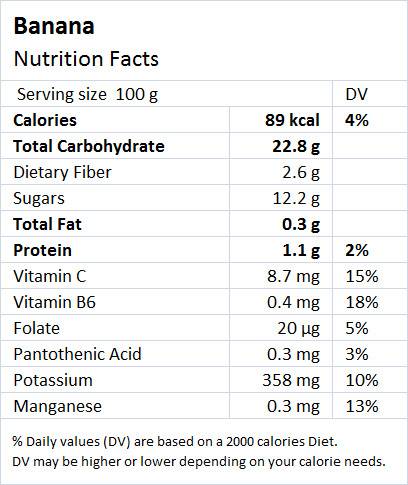 Banana
Nutrition Facts
Serving size 100 g DV
Calories 89 kcal 4%
Total Carbohydrate 22.8 g
Dietary Fiber 2.6 g
Sugars 12.2 g
Total Fat 0.3 g
Protein 1.1 g 2%
Vitamin C 8.7 mg 15%
Vitamin B6 0.4 mg 18%
Folate 20 µg 5%
Pantothenic Acid 0.3 mg 3%
Potassium 358 mg 10%
Manganese 0.3 mg 13%
% Daily values (DV) are based on a 2000 calories Diet.
DV may be higher or lower depending on your calorie needs.